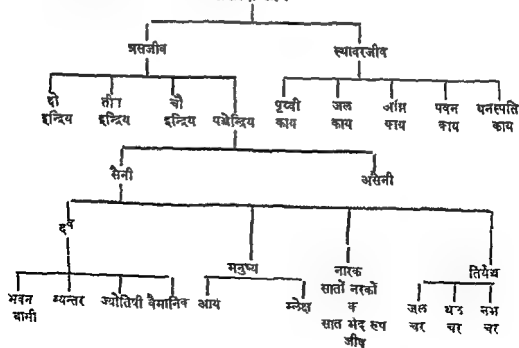 त्रसजीव स्थावरजीव
दो तीन चौ पृथ्वी जल अग्नि पवन वनस्पति
इन्द्रिय इन्द्रिय इन्द्रिय पञ्चेन्द्रिय काय काय काय काय काय
सैनी असैनी
देव
मनुष्य नारक तिर्यञ्च
सातों नरकों
भवन व्यन्तर ज्योतिषी वैमानिक आर्य म्लेक्ष के जल थल नभ
वासी सात भेद रूप चर चर चर
जीव